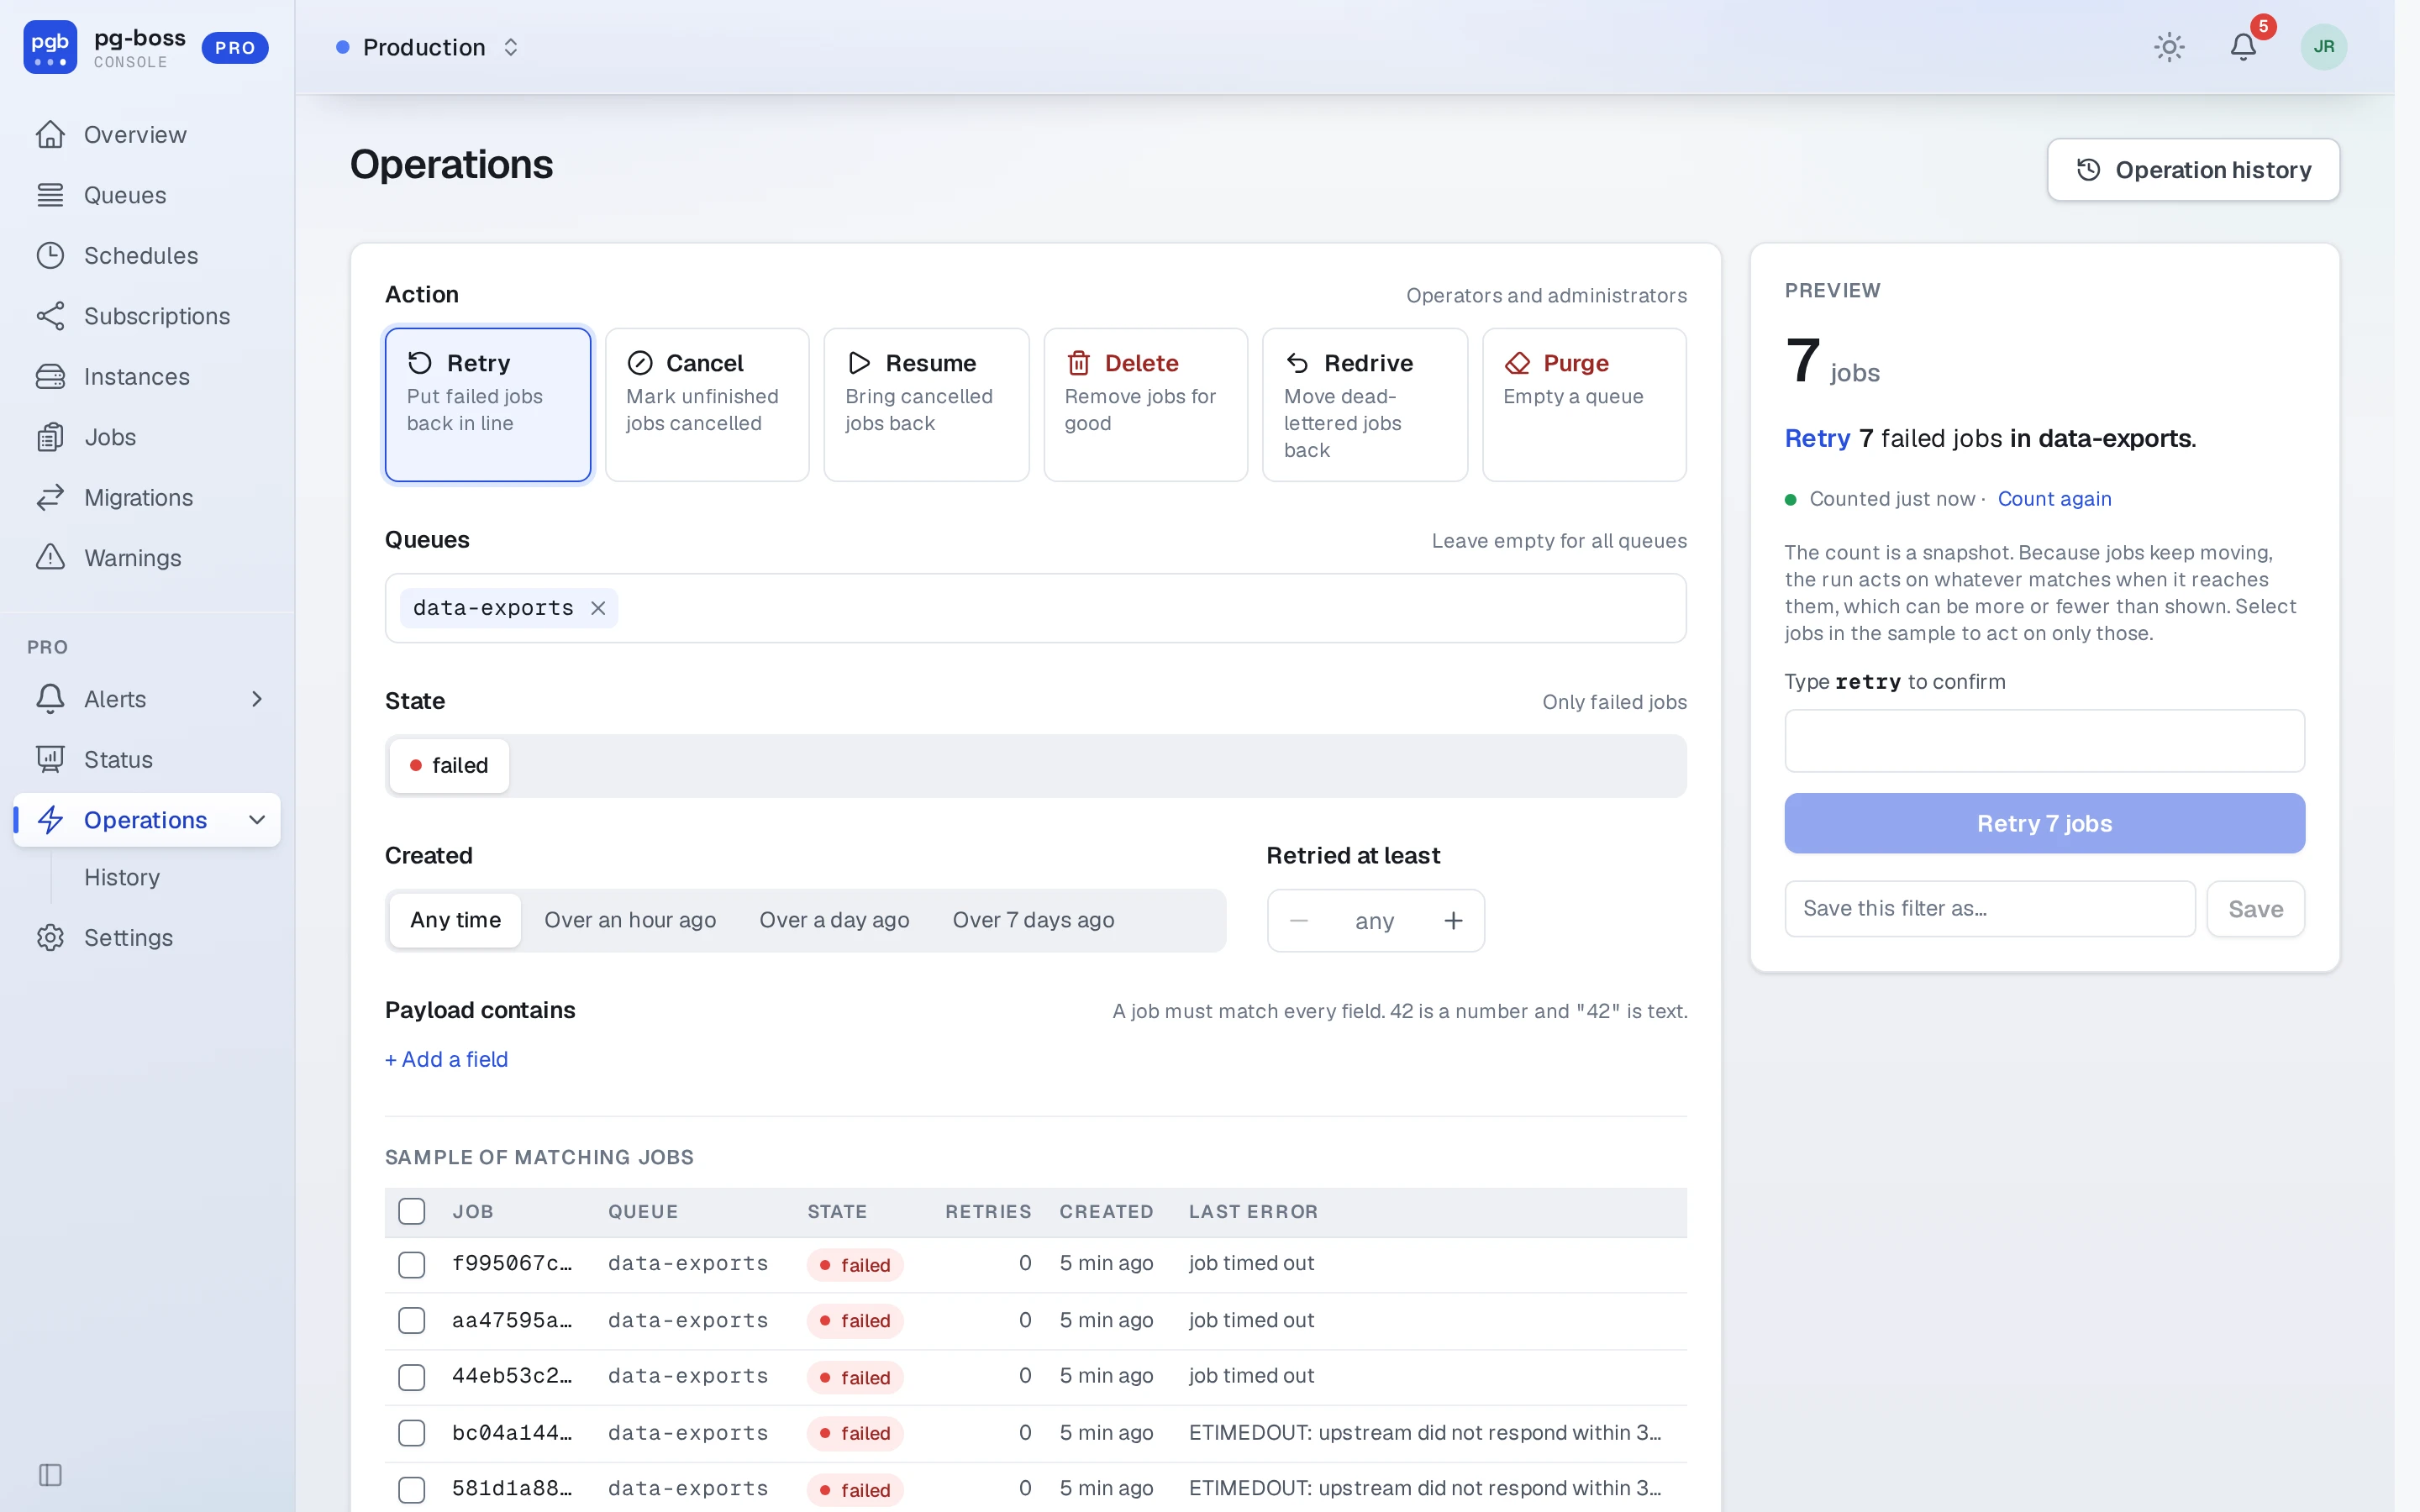 pgb
pg-boss
CONSOLE
PRO
Overview
Queues
Schedules
Subscriptions
Instances
Jobs
Migrations
Warnings
PRO
Alerts
Status
Operations
History
Settings
Production
5
JR
Operations
Operation history
Action
Operators and administrators
Retry
Put failed jobs
back in line
Cancel
Mark unfinished
jobs cancelled
Resume
Bring cancelled
jobs back
Delete
Remove jobs for
good
Redrive
Move dead-
lettered jobs
back
Purge
Empty a queue
Queues
Leave empty for all queues
data-exports
State
Only failed jobs
failed
Created
Any time
Over an hour ago
Over a day ago
Over 7 days ago
Retried at least
any
Payload contains
A job must match every field. 42 is a number and "42" is text.
+ Add a field
SAMPLE OF MATCHING JOBS
JOB QUEUE STATE RETRIES CREATED LAST ERROR
f995067c… data-exports failed 0 5 min ago job timed out
aa47595a… data-exports failed 0 5 min ago job timed out
44eb53c2… data-exports failed 0 5 min ago job timed out
bc04a144… data-exports failed 0 5 min ago ETIMEDOUT: upstream did not respond within 3…
581d1a88… data-exports failed 0 5 min ago ETIMEDOUT: upstream did not respond within 3…
PREVIEW
7 jobs
Retry 7 failed jobs in data-exports.
Counted just now · Count again
The count is a snapshot. Because jobs keep moving,
the run acts on whatever matches when it reaches
them, which can be more or fewer than shown. Select
jobs in the sample to act on only those.
Type retry to confirm
Retry 7 jobs
Save this filter as…
Save